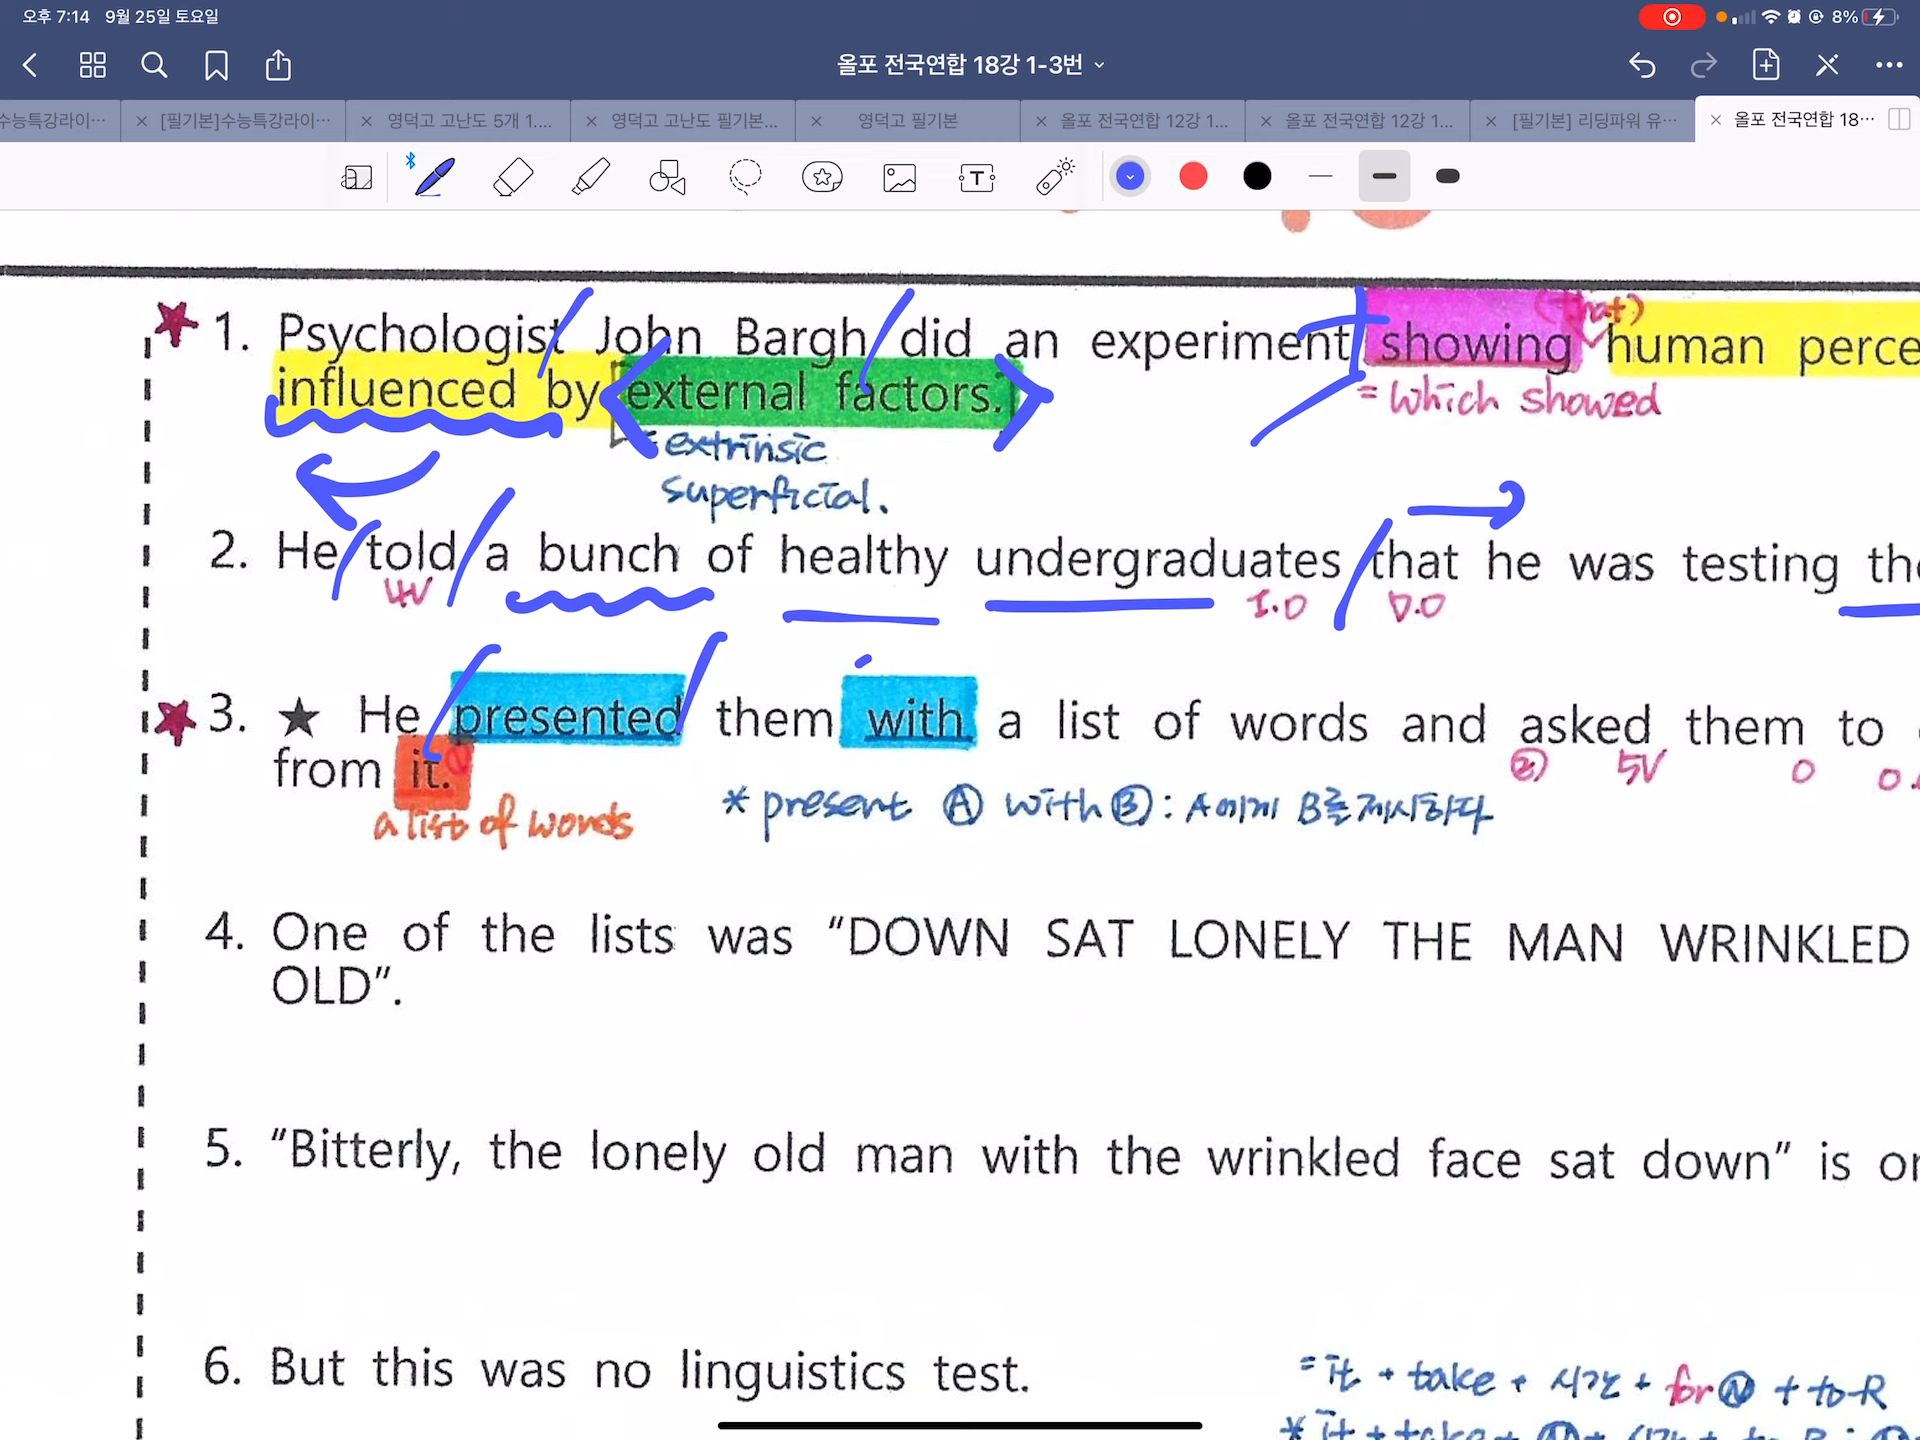 오후 7:14 9월 25일 토요일
8%
올포 전국연합 18강 1-3번
수능특강라이…
[필기본]수능특강라이…
영덕고 고난도 5개 1....
영덕고 고난도 필기본...
영덕고 필기본
올포 전국연합 12강 1...
올포 전국연합 12강 1...
[필기본] 리딩파워 유…
올포 전국연합 18…
(that)
1. Psychologist John Bargh did an experiment showing human perce
= which showed
influenced by external factors.
= extrinsic
superficial.
2. He told a bunch of healthy undergraduates that he was testing the
4V I.O D.O
3. ★ He presented them with a list of words and asked them to
② 5V O O.
from it.
a list of words
* present Ⓐ with Ⓑ : A에게 B를 제시하다
4. One of the lists was “DOWN SAT LONELY THE MAN WRINKLED
OLD”.
5. “Bitterly, the lonely old man with the wrinkled face sat down” is
6. But this was no linguistics test.
= it + take + 시간 + for Ⓝ + to-R
* it + take +